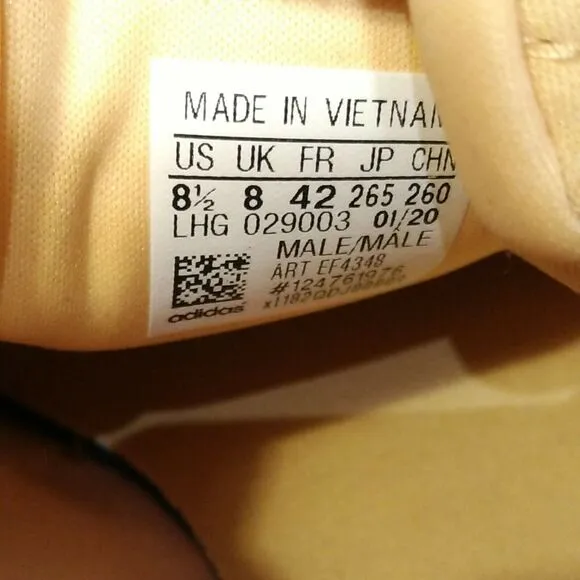 MADE IN VIETNAM
US UK FR JP CHN
8½ 8 42 265 260
LHG 029003 01/20
MALE/MÂLE
ART EF4348
#124761976
adidas